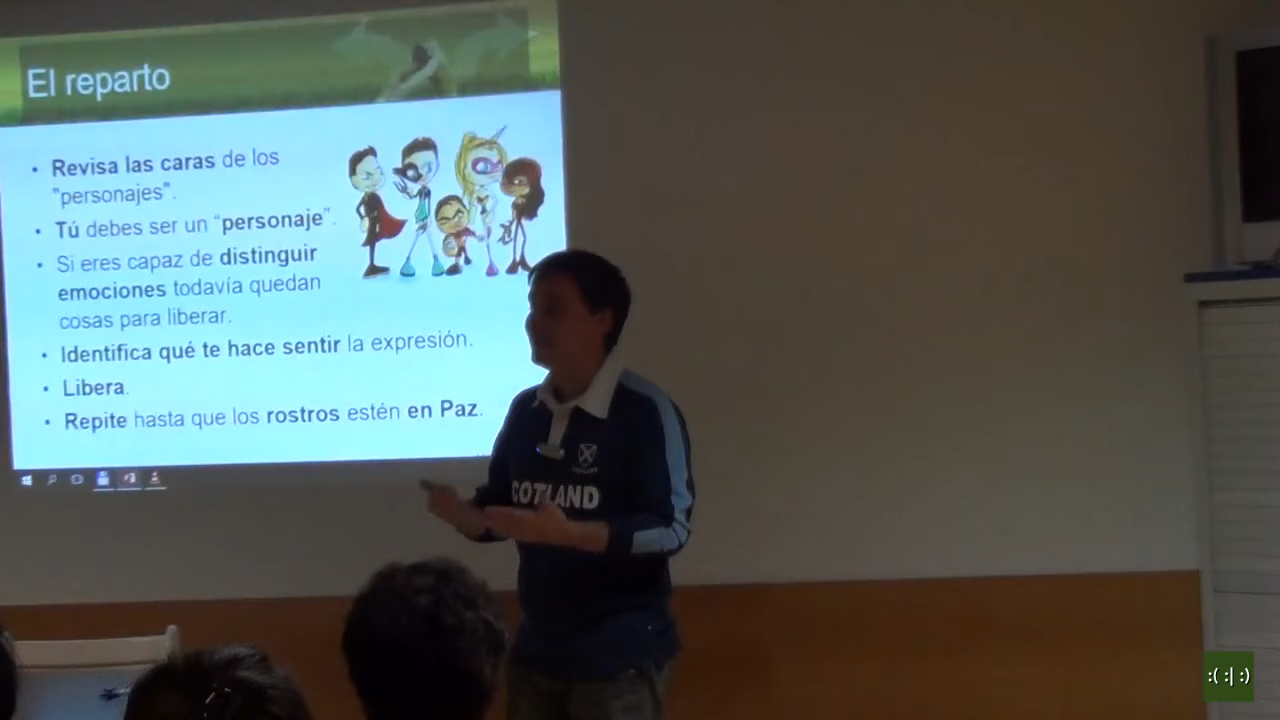 El reparto
• Revisa las caras de los
"personajes".
• Tú debes ser un "personaje".
• Si eres capaz de distinguir
emociones todavía quedan
cosas para liberar.
• Identifica qué te hace sentir la expresión.
• Libera.
• Repite hasta que los rostros estén en Paz.
COTLAND
:( :| :)